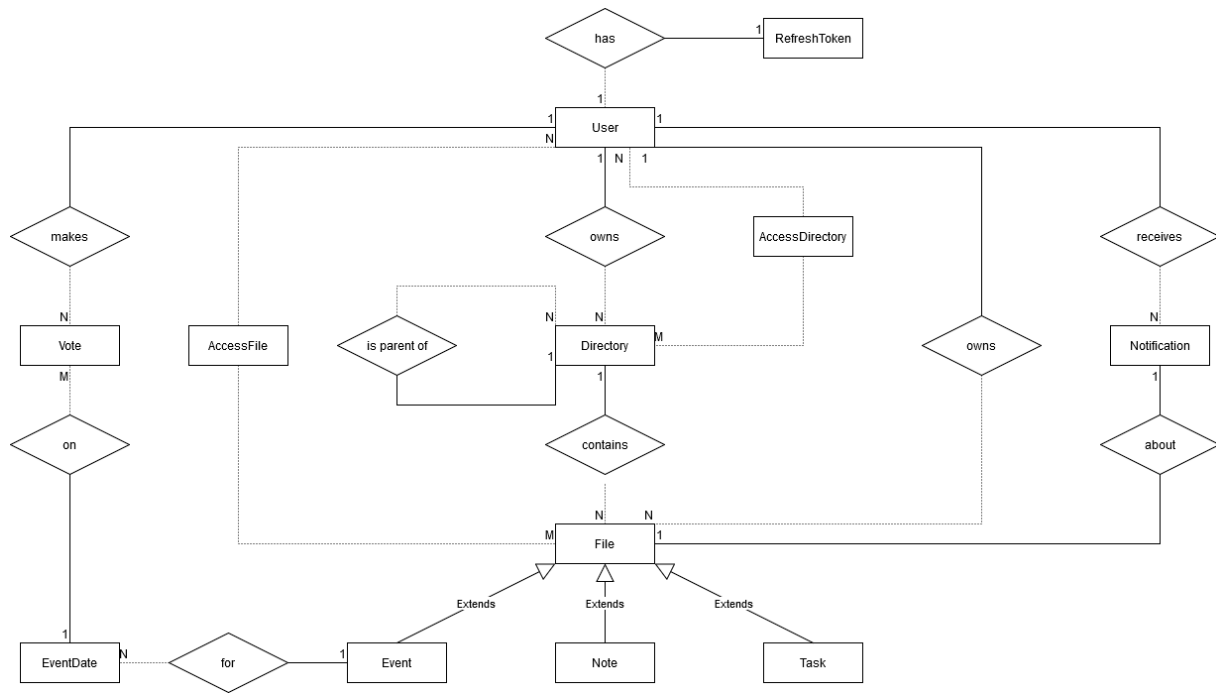 has
1
RefreshToken
1
1
User
1
N
1
N
1
makes
owns
AccessDirectory
receives
N
N
N
N
Vote
AccessFile
is parent of
1
Directory
M
owns
Notification
M
1
1
on
contains
about
N
N
M
File
1
Extends
Extends
Extends
1
EventDate
N
for
1
Event
Note
Task